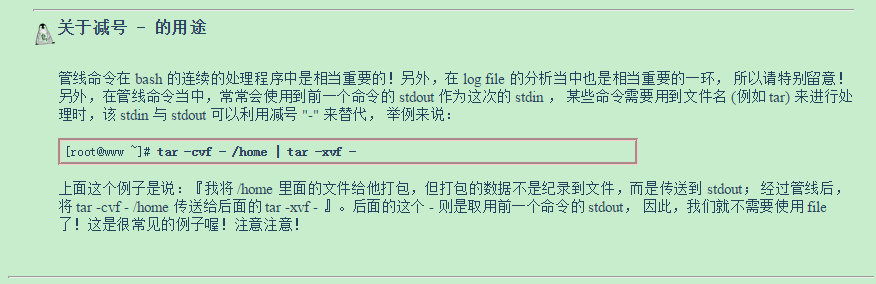 关于减号 - 的用途
管线命令在 bash 的连续的处理程序中是相当重要的！另外，在 log file 的分析当中也是相当重要的一环， 所以请特别留意！
另外，在管线命令当中，常常会使用到前一个命令的 stdout 作为这次的 stdin ， 某些命令需要用到文件名 (例如 tar) 来进行处
理时，该 stdin 与 stdout 可以利用减号 "-" 来替代， 举例来说：
[root@www ~]# tar -cvf - /home | tar -xvf -
上面这个例子是说：『我将 /home 里面的文件给他打包，但打包的数据不是纪录到文件，而是传送到 stdout； 经过管线后，
将 tar -cvf - /home 传送给后面的 tar -xvf - 』。后面的这个 - 则是取用前一个命令的 stdout， 因此，我们就不需要使用 file
了！这是很常见的例子喔！注意注意！